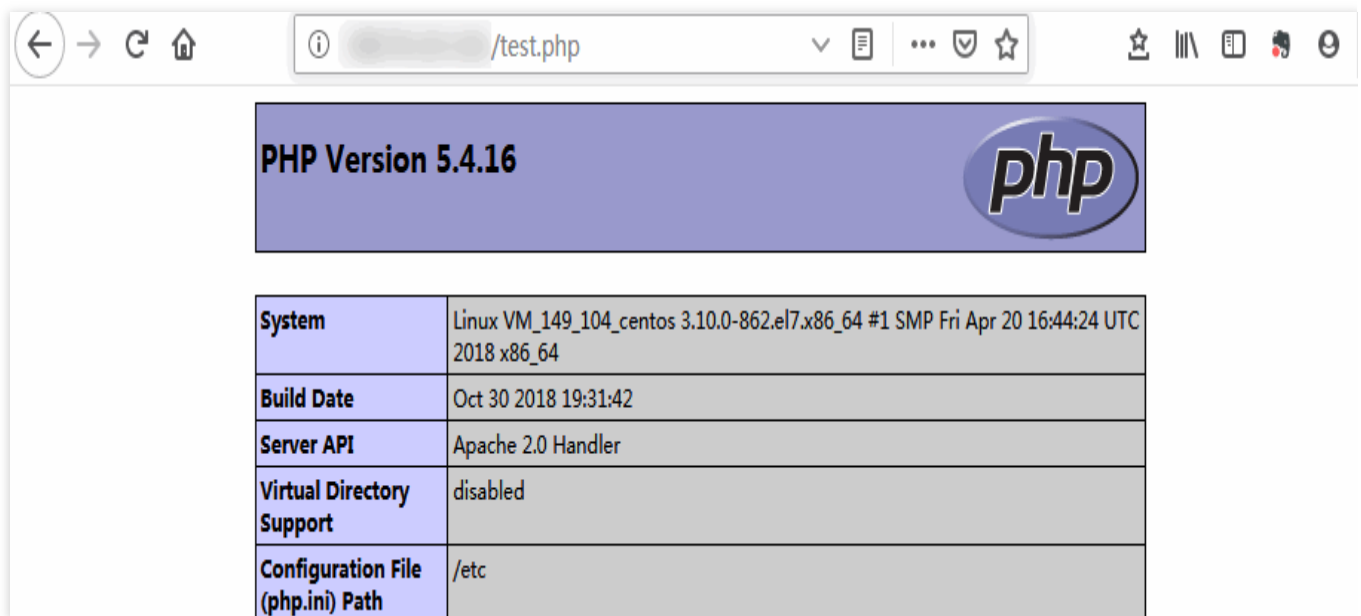 /test.php
PHP Version 5.4.16
php
System
Linux VM_149_104_centos 3.10.0-862.el7.x86_64 #1 SMP Fri Apr 20 16:44:24 UTC
2018 x86_64
Build Date
Oct 30 2018 19:31:42
Server API
Apache 2.0 Handler
Virtual Directory
Support
disabled
Configuration File
(php.ini) Path
/etc